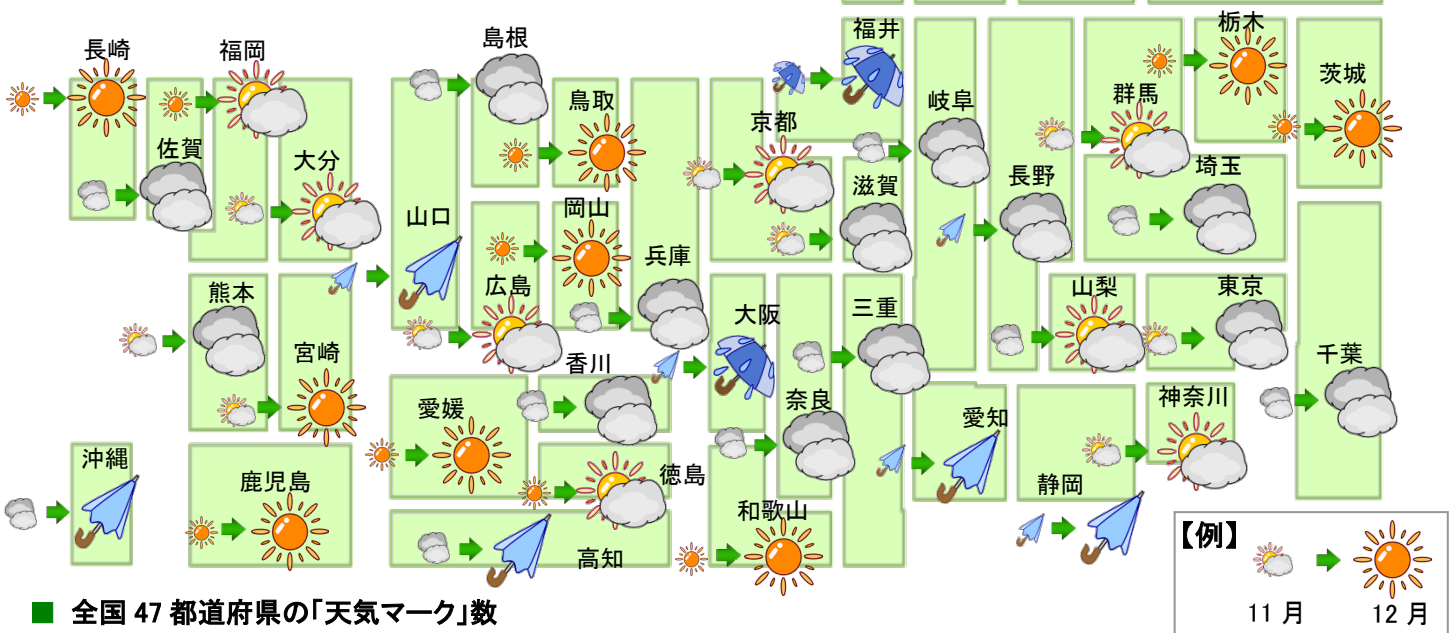 栃木
福井
島根
長崎
福岡
茨城
岐阜
群馬
鳥取
京都
佐賀
大分
埼玉
長野
滋賀
岡山
山口
兵庫
広島
山梨
東京
熊本
三重
大阪
宮崎
千葉
香川
神奈川
奈良
愛媛
愛知
沖縄
徳島
鹿児島
静岡
和歌山
高知
【例】
11 月
12 月
■ 全国 47 都道府県の「天気マーク」数